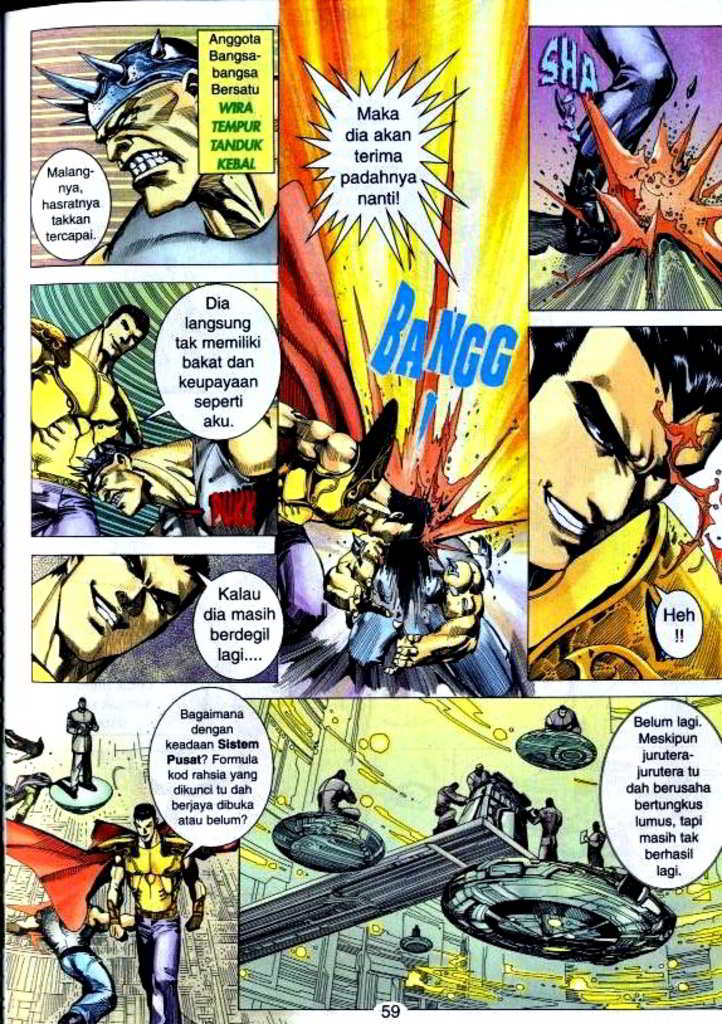 Anggota
Bangsa-
bangsa
Bersatu
WIRA
TEMPUR
TANDUK
KEBAL
Malang-
nya,
hasratnya
takkan
tercapai.
Dia
langsung
tak memiliki
bakat dan
keupayaan
seperti
aku.
Kalau
dia masih
berdegil
lagi....
Maka
dia akan
terima
padahnya
nanti!
BANGG
!
SHA
Heh
!!
Bagaimana
dengan
keadaan Sistem
Pusat? Formula
kod rahsia yang
dikunci tu dah
berjaya dibuka
atau belum?
Belum lagi.
Meskipun
jurutera-
jurutera tu
dah berusaha
bertungkus
lumus, tapi
masih tak
berhasil
lagi.
59